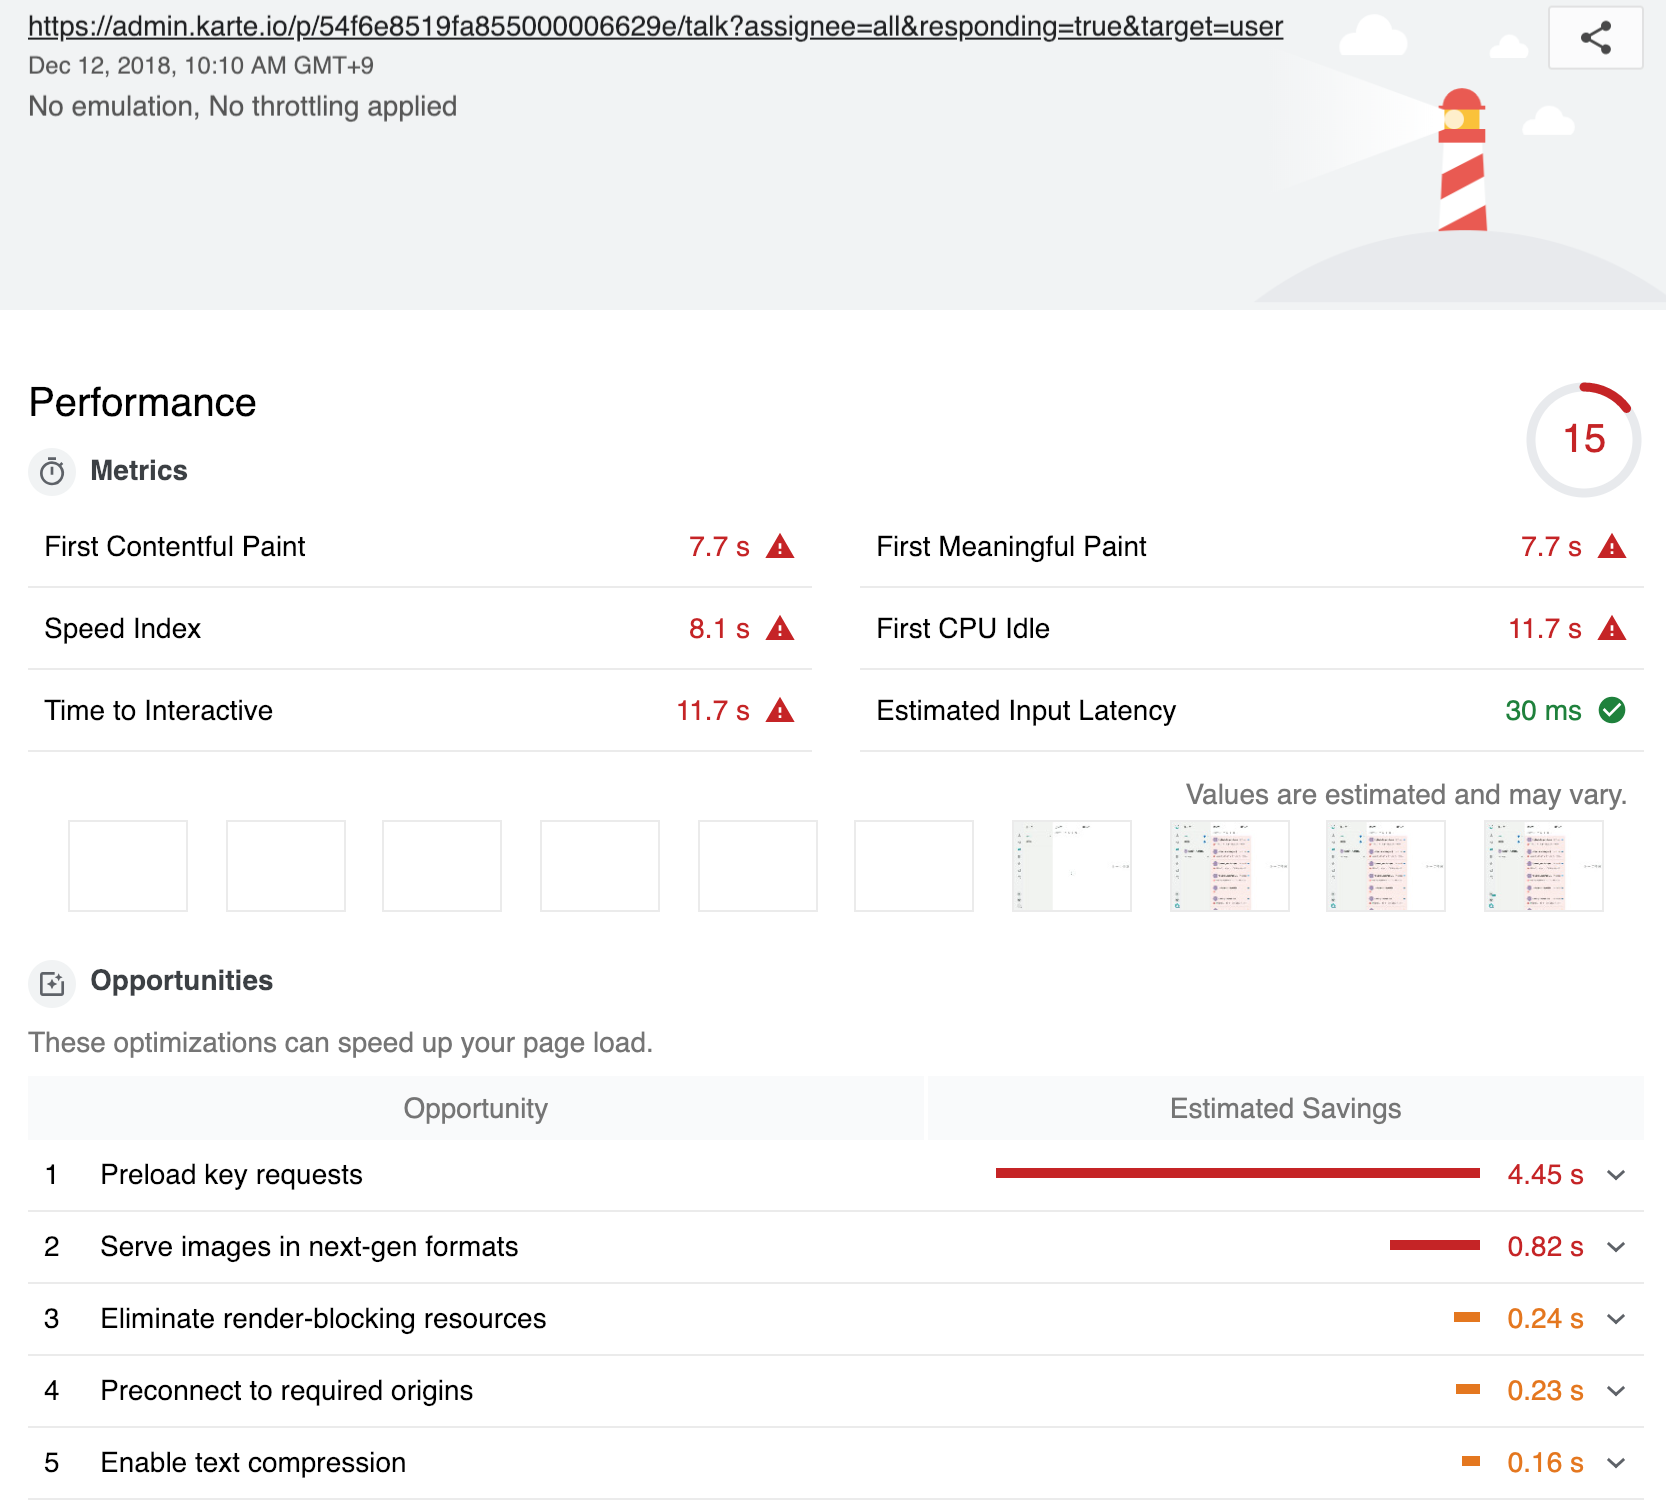 https://admin.karte.io/p/54f6e8519fa855000006629e/talk?assignee=all&responding=true&target=user
Dec 12, 2018, 10:10 AM GMT+9
No emulation, No throttling applied
Performance
15
Metrics
First Contentful Paint 7.7 s
First Meaningful Paint 7.7 s
Speed Index 8.1 s
First CPU Idle 11.7 s
Time to Interactive 11.7 s
Estimated Input Latency 30 ms
Values are estimated and may vary.
Opportunities
These optimizations can speed up your page load.
Opportunity Estimated Savings
1 Preload key requests 4.45 s
2 Serve images in next-gen formats 0.82 s
3 Eliminate render-blocking resources 0.24 s
4 Preconnect to required origins 0.23 s
5 Enable text compression 0.16 s